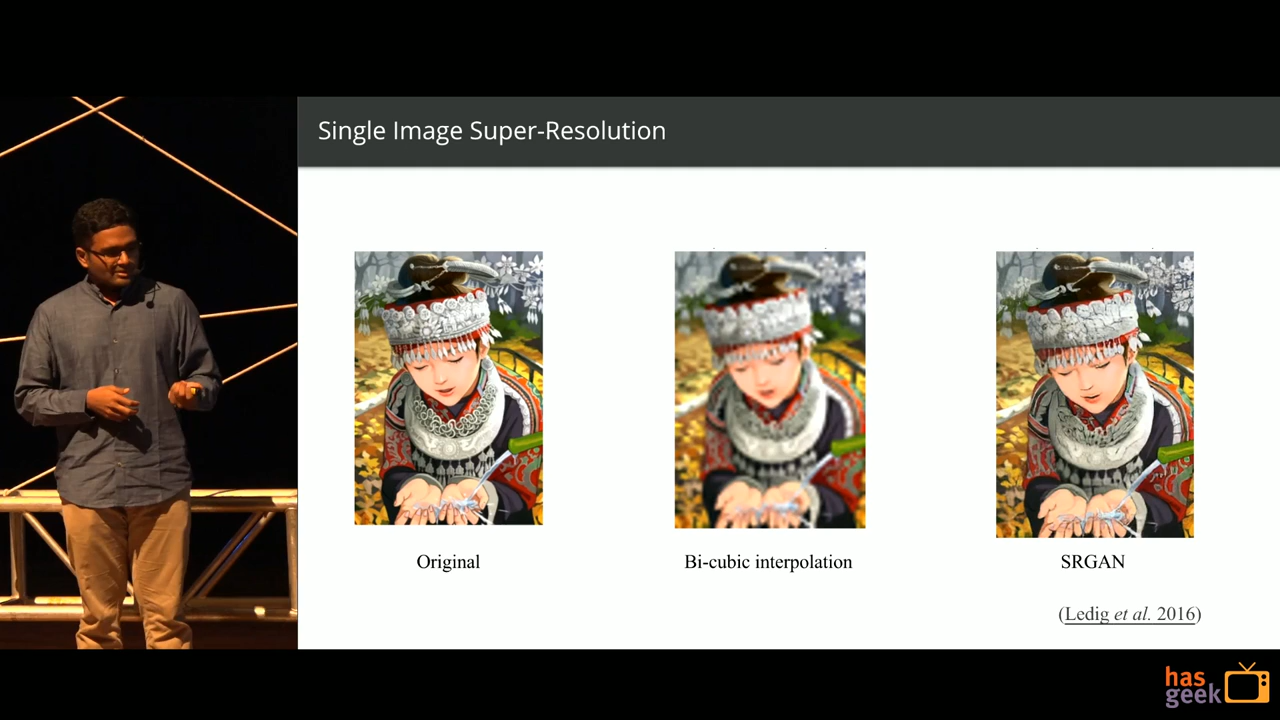 Single Image Super-Resolution
Original
Bi-cubic interpolation
SRGAN
(Ledig et al. 2016)
has
geek